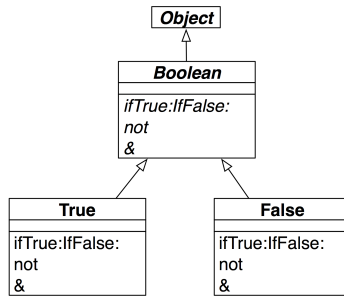 Object
Boolean
ifTrue:IfFalse:
not
&
True
ifTrue:IfFalse:
not
&
False
ifTrue:IfFalse:
not
&